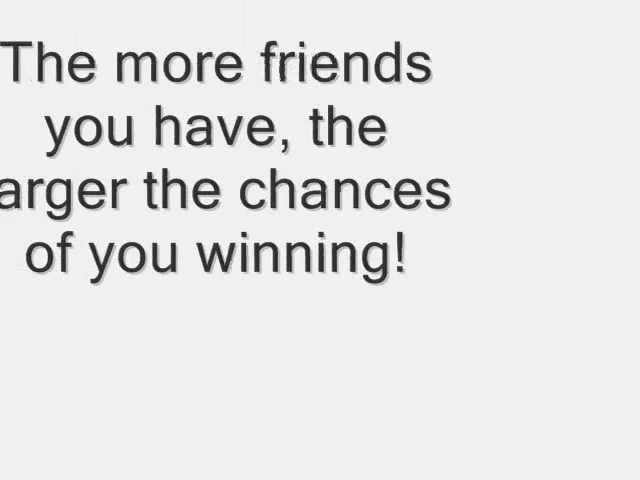 The more friends
you have, the
arger the chances
of you winning!